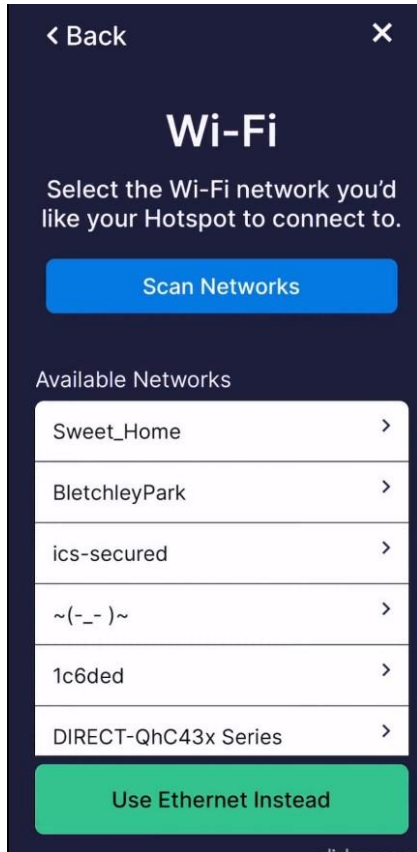 < Back
×
Wi-Fi
Select the Wi-Fi network you'd
like your Hotspot to connect to.
Scan Networks
Available Networks
Sweet_Home
BletchleyPark
ics-secured
~(-_- )~
1c6ded
DIRECT-QhC43x Series
Use Ethernet Instead